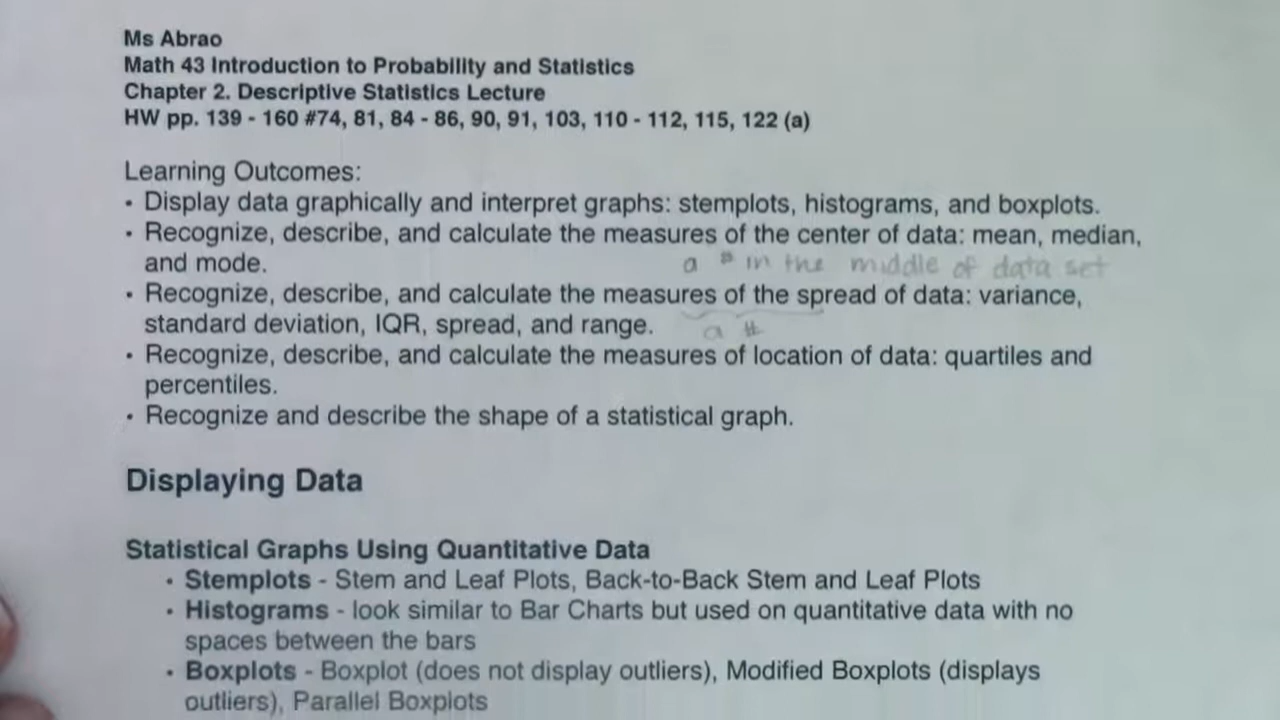 Ms Abrao
Math 43 Introduction to Probability and Statistics
Chapter 2. Descriptive Statistics Lecture
HW pp. 139 - 160 #74, 81, 84 - 86, 90, 91, 103, 110 - 112, 115, 122 (a)
Learning Outcomes:
• Display data graphically and interpret graphs: stemplots, histograms, and boxplots.
• Recognize, describe, and calculate the measures of the center of data: mean, median,
and mode.
a # in the middle of data set
• Recognize, describe, and calculate the measures of the spread of data: variance,
standard deviation, IQR, spread, and range.
a #
• Recognize, describe, and calculate the measures of location of data: quartiles and
percentiles.
• Recognize and describe the shape of a statistical graph.
Displaying Data
Statistical Graphs Using Quantitative Data
• Stemplots - Stem and Leaf Plots, Back-to-Back Stem and Leaf Plots
• Histograms - look similar to Bar Charts but used on quantitative data with no
spaces between the bars
• Boxplots - Boxplot (does not display outliers), Modified Boxplots (displays
outliers), Parallel Boxplots